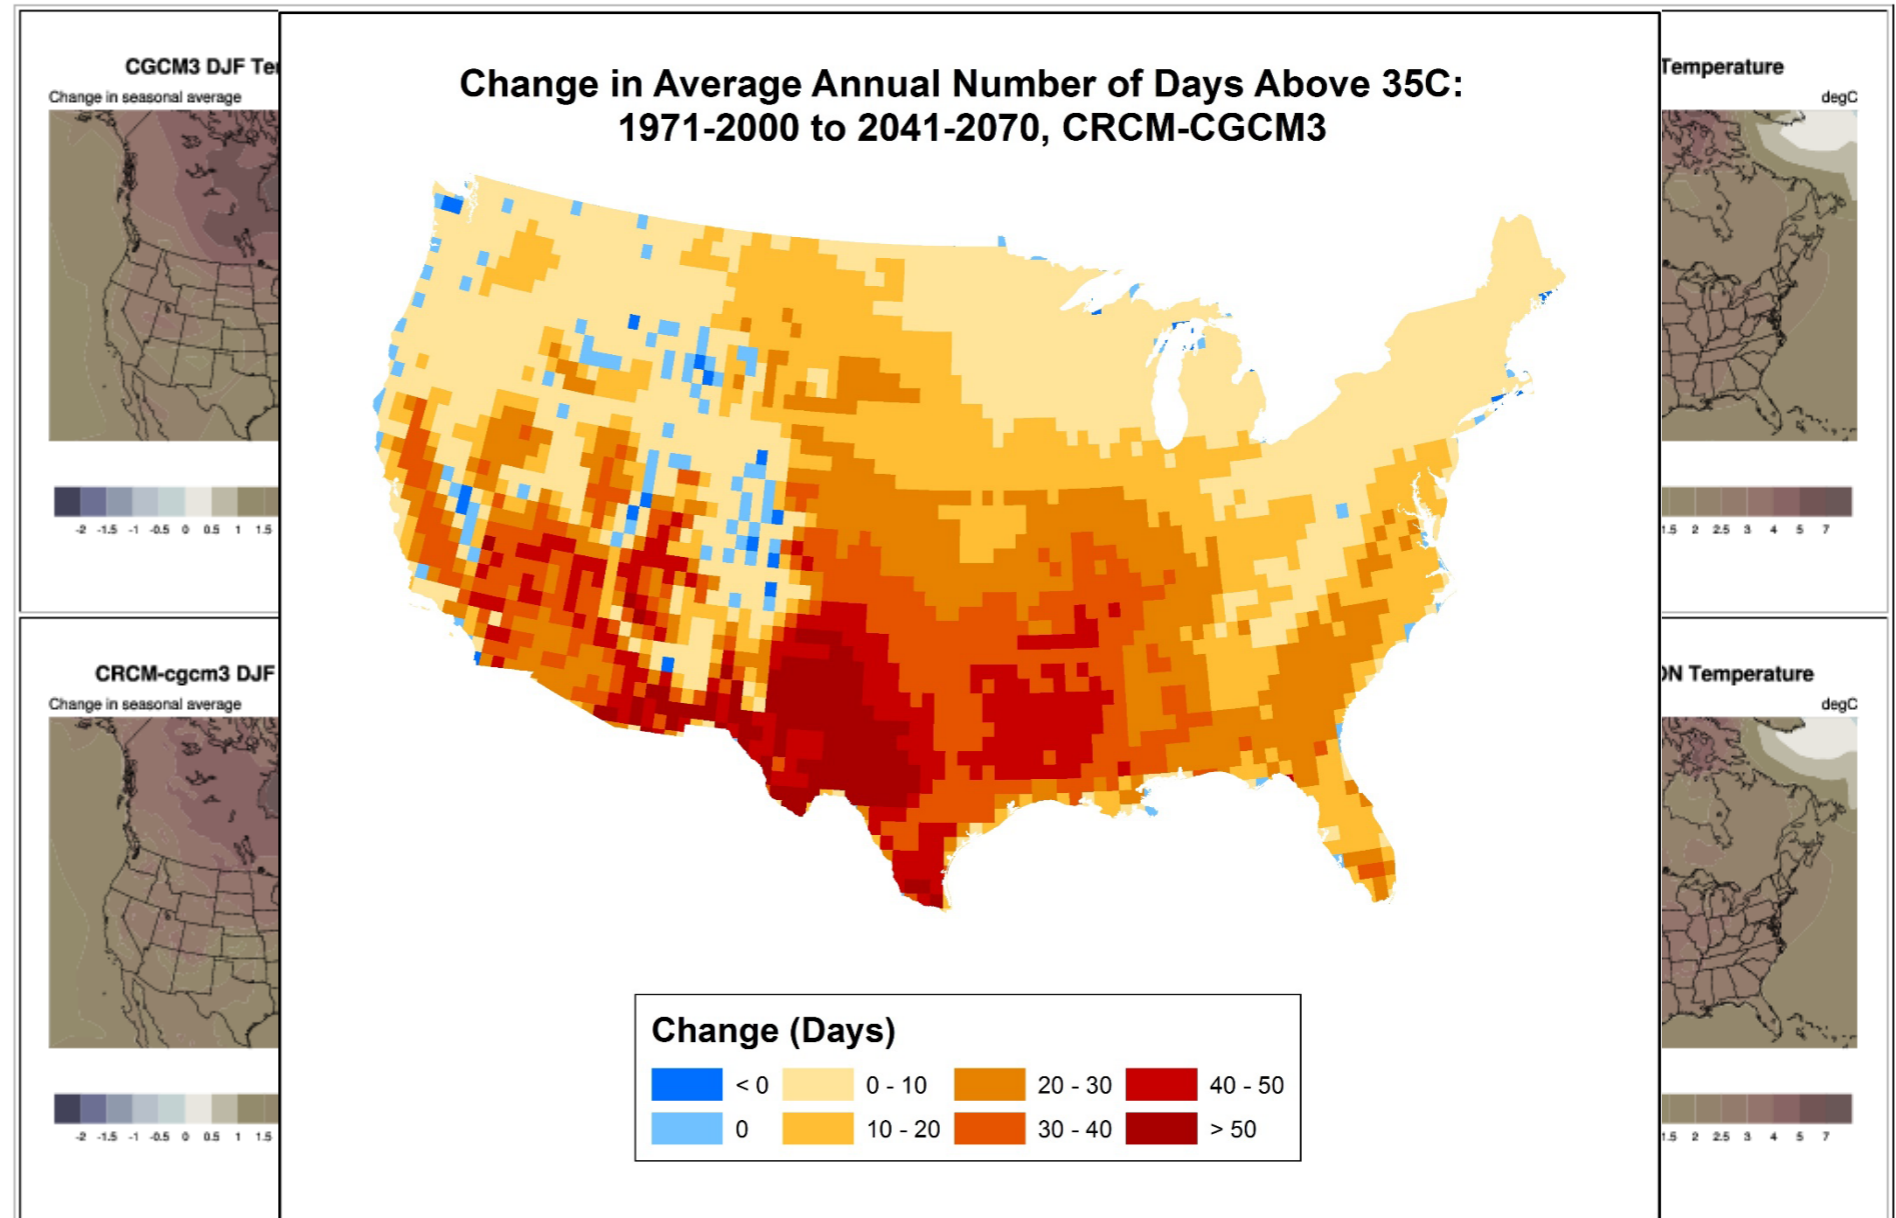 CGCM3 DJF Te
Change in seasonal average
-2 -1.5 -1 -0.5 0 0.5 1 1.5
CRCM-cgcm3 DJF
Change in seasonal average
-2 -1.5 -1 -0.5 0 0.5 1 1.5
Change in Average Annual Number of Days Above 35C:
1971-2000 to 2041-2070, CRCM-CGCM3
Change (Days)
< 0 0 - 10 20 - 30 40 - 50
0 10 - 20 30 - 40 > 50
Temperature
degC
1.5 2 2.5 3 4 5 7
ON Temperature
degC
1.5 2 2.5 3 4 5 7